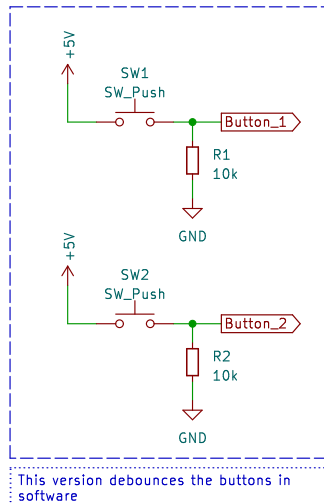 +5V
SW1
SW_Push
Button_1
R1
10k
GND
+5V
SW2
SW_Push
Button_2
R2
10k
GND
This version debounces the buttons in
software